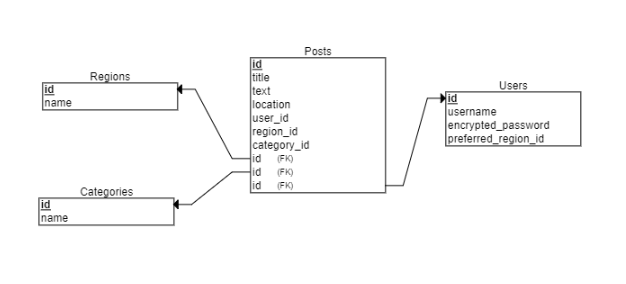 Posts
id
title
text
location
user_id
region_id
category_id
id (FK)
id (FK)
id (FK)
Regions
id
name
Categories
id
name
Users
id
username
encrypted_password
preferred_region_id